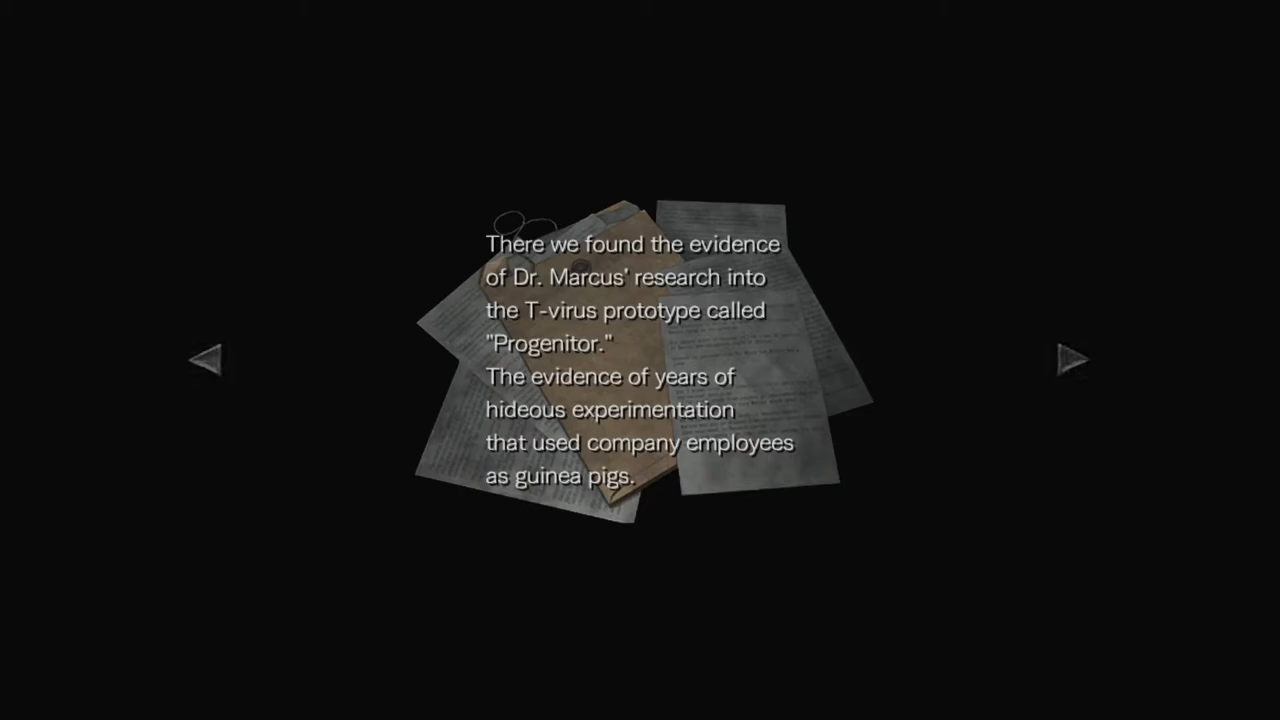 There we found the evidence
of Dr. Marcus' research into
the T-virus prototype called
"Progenitor."
The evidence of years of
hideous experimentation
that used company employees
as guinea pigs.